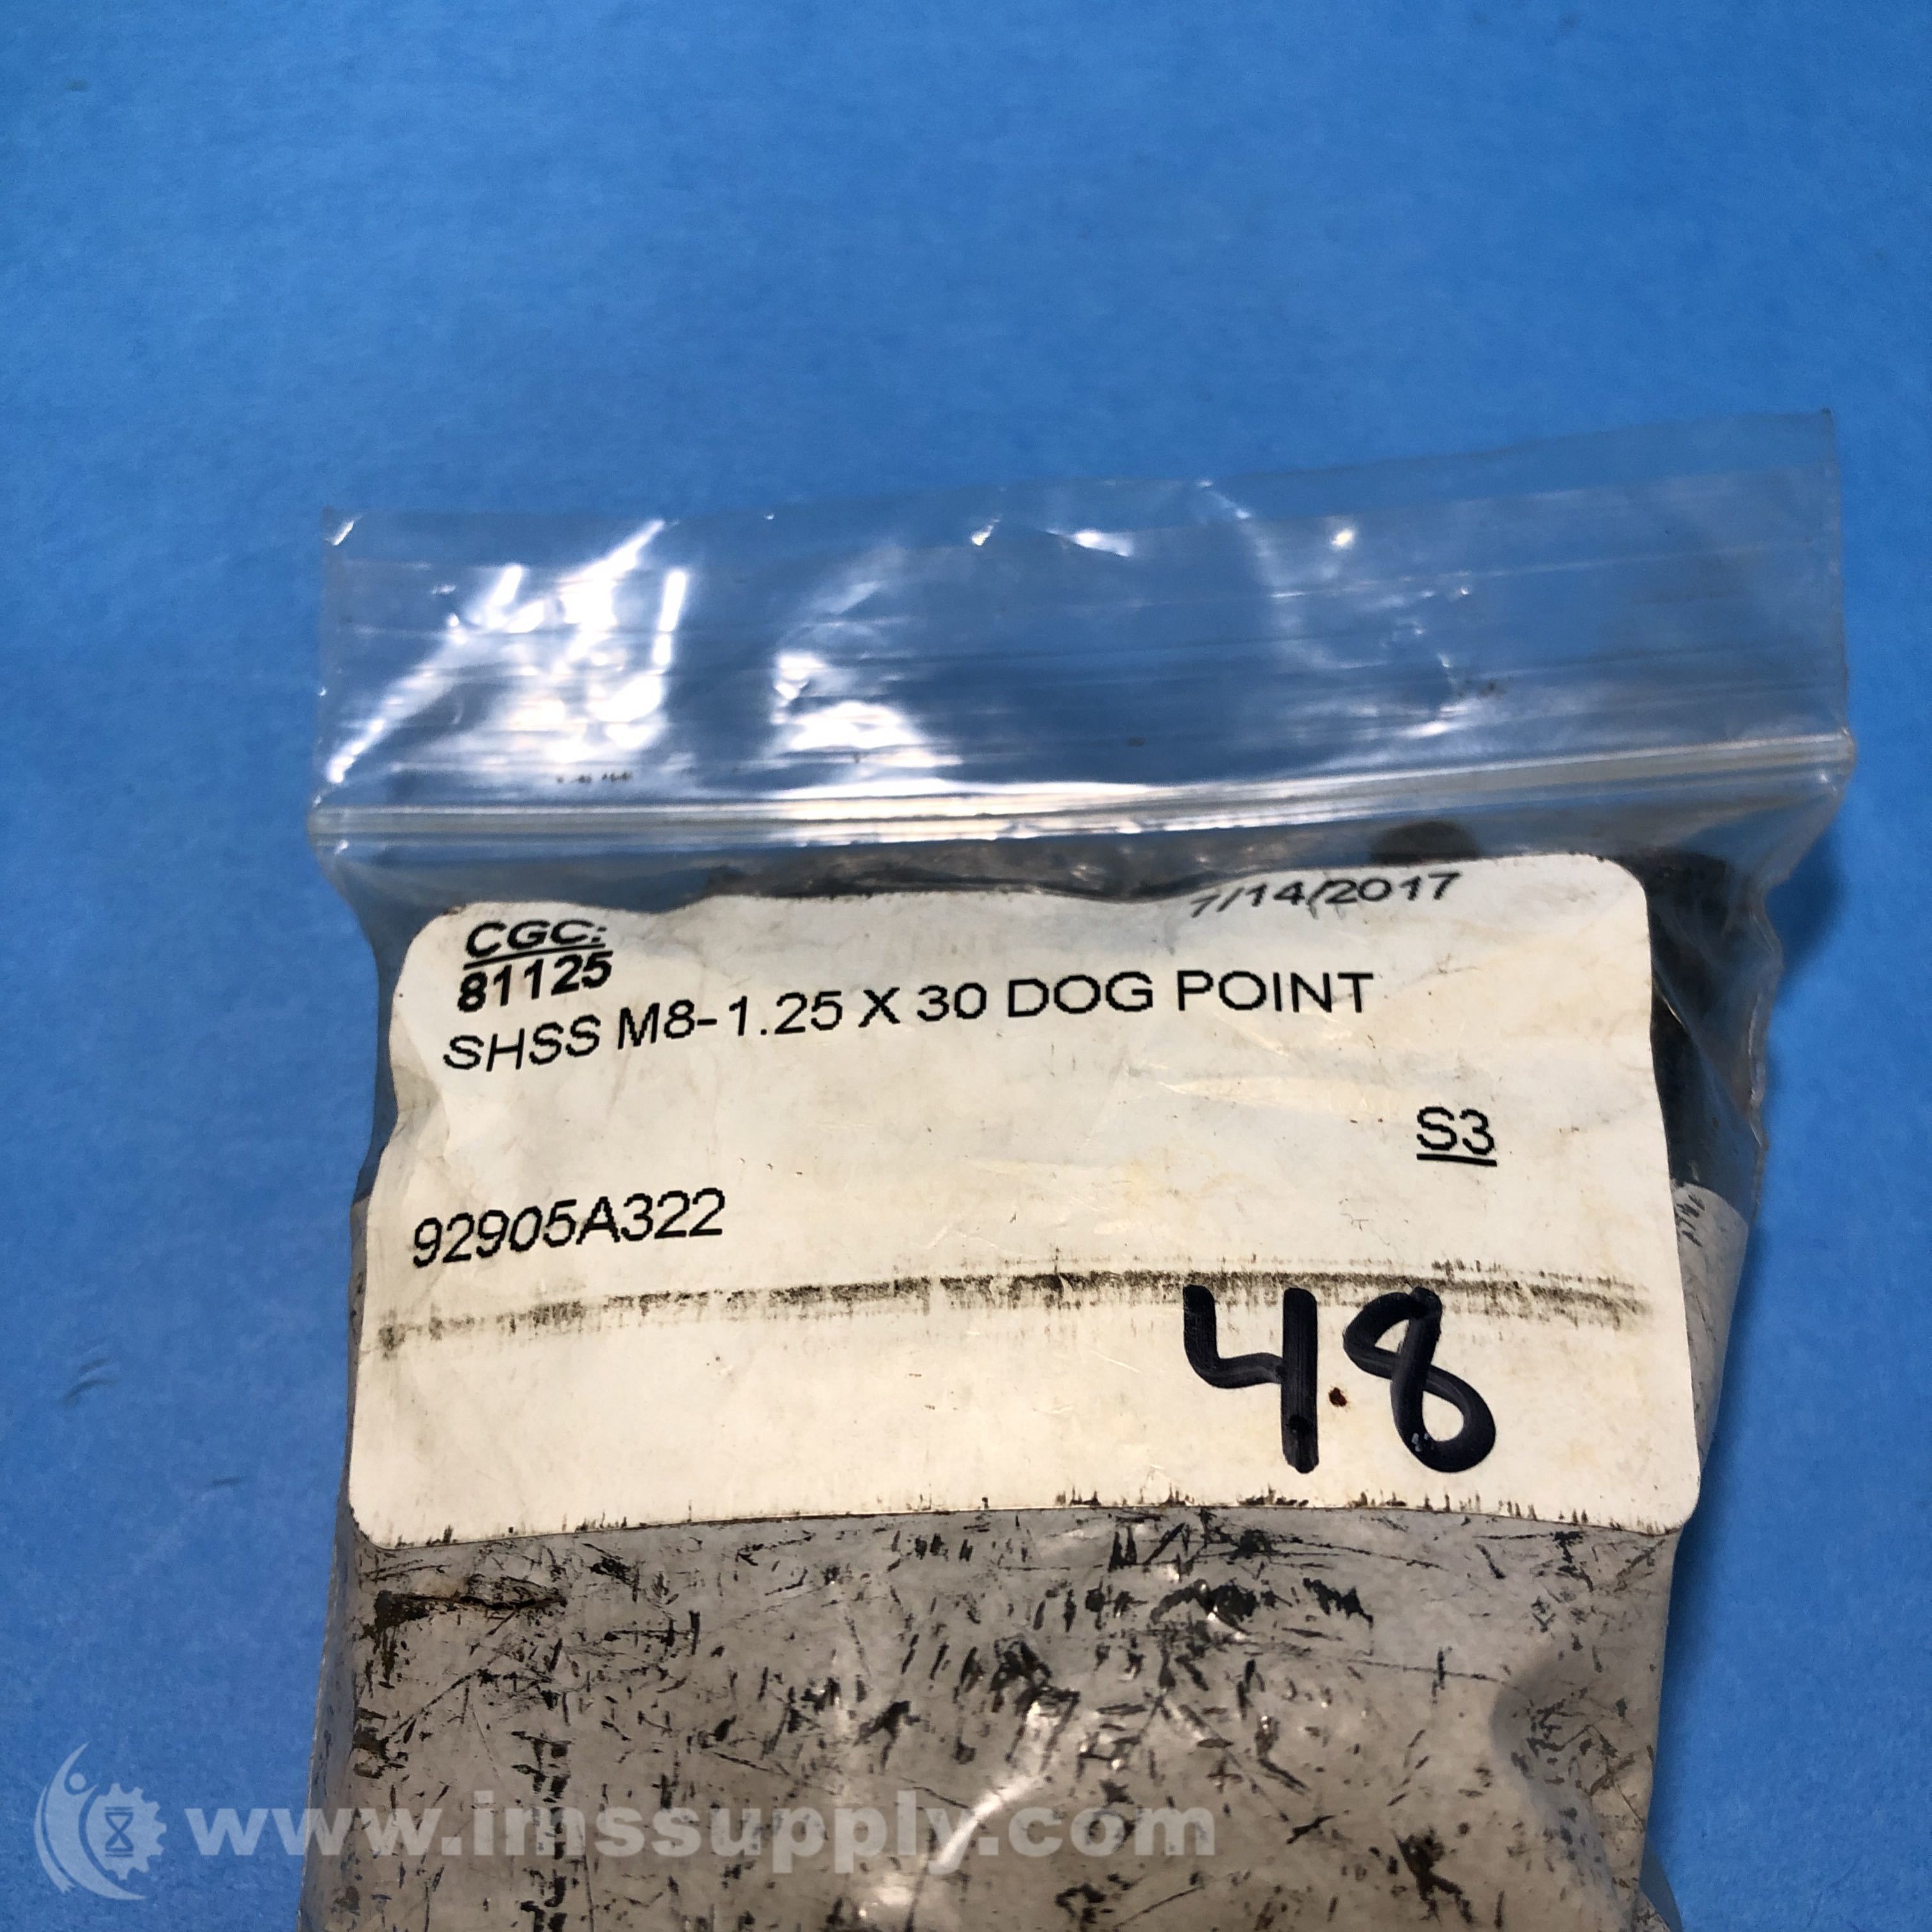 CGC:
7/14/2017
81125
SHSS M8-1.25 X 30 DOG POINT
S3
92905A322
48
www.imssupply.com